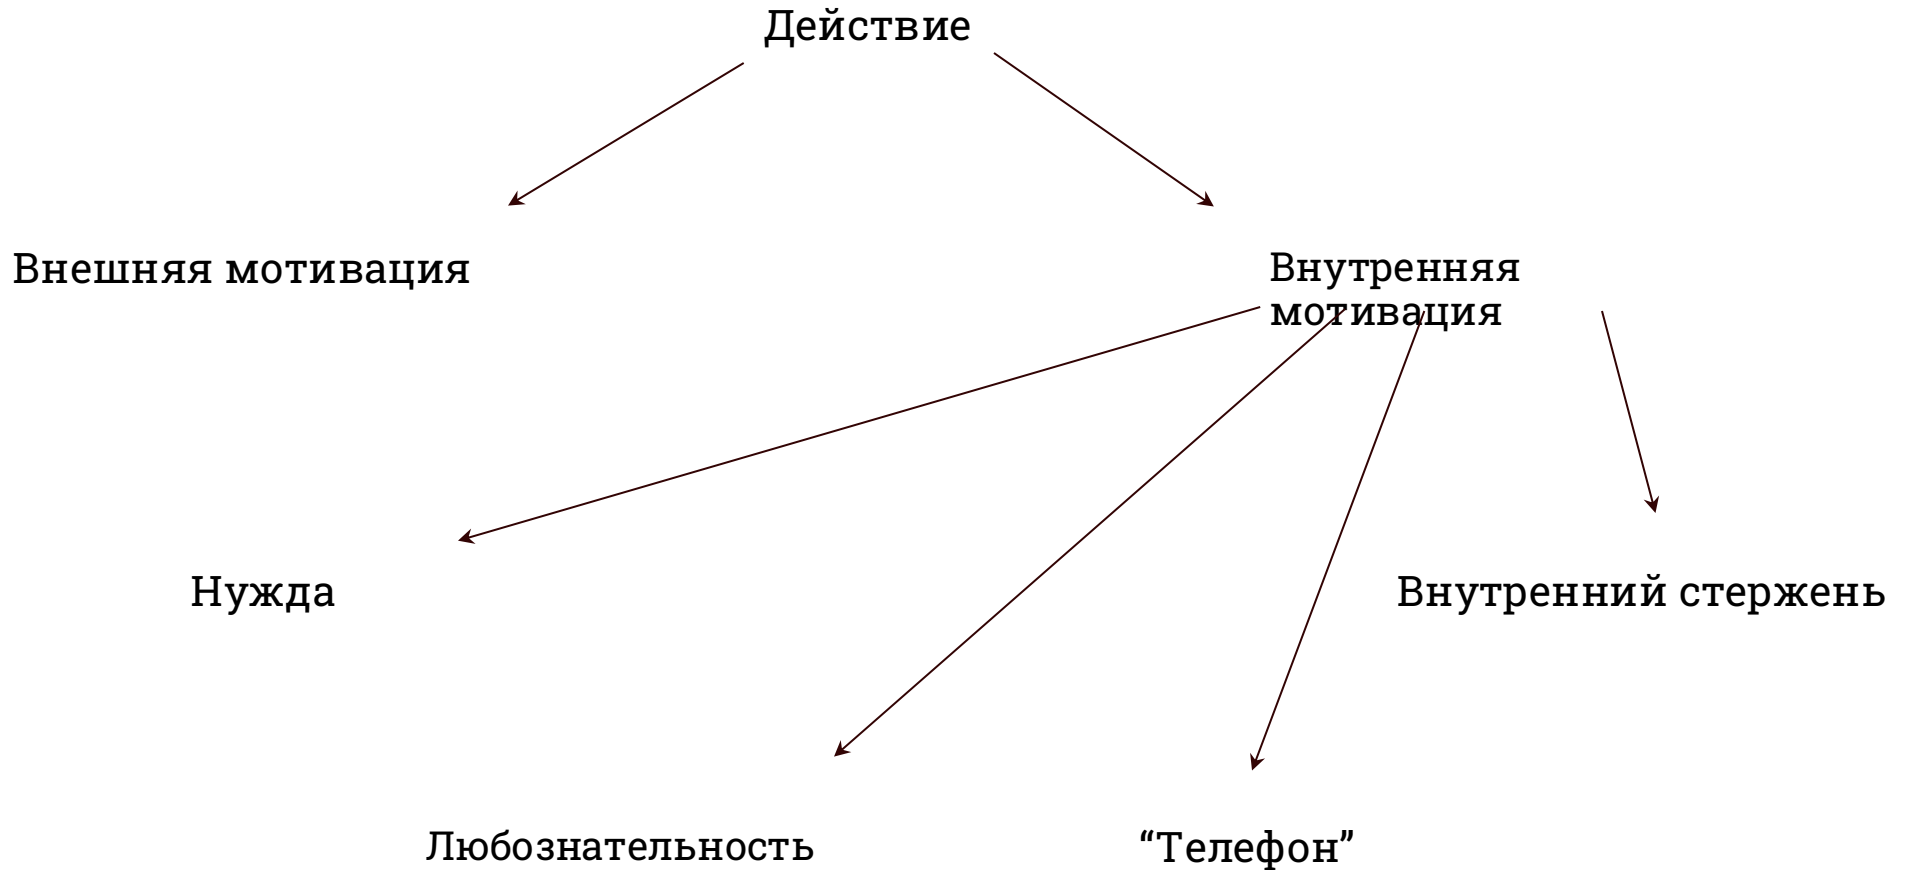 Действие
Внешняя мотивация
Внутренняя
мотивация
Нужда
Внутренний стержень
Любознательность
“Телефон”